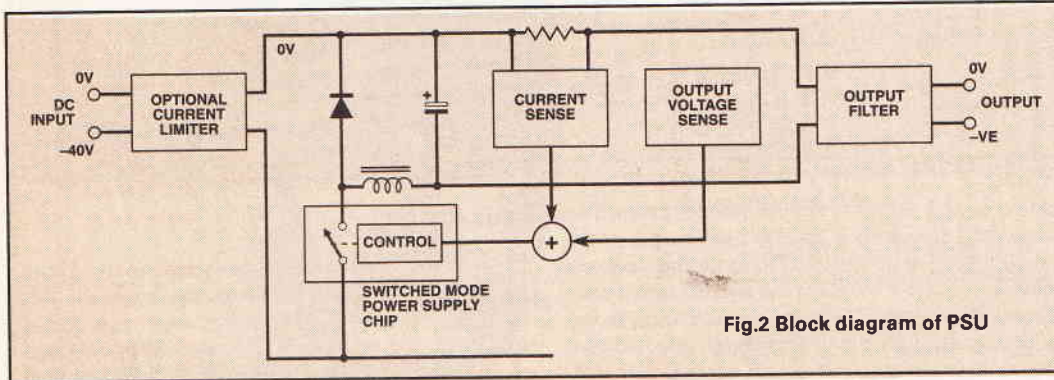 0V
DC
INPUT
–40V
OPTIONAL
CURRENT
LIMITER
0V
+
CURRENT
SENSE
OUTPUT
VOLTAGE
SENSE
OUTPUT
FILTER
0V
OUTPUT
–VE
CONTROL
+
SWITCHED MODE
POWER SUPPLY
CHIP
Fig.2 Block diagram of PSU